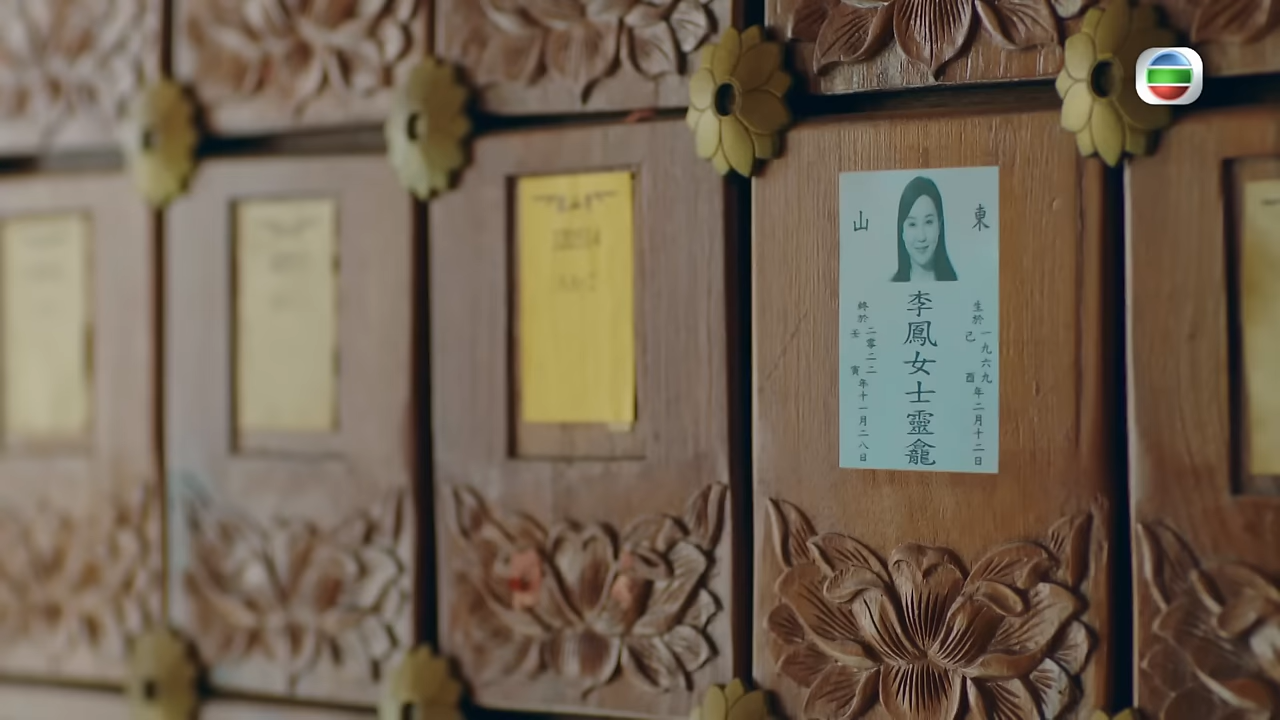 山東
李鳳女士靈龕
生於一九六九己酉年二月十二日
終於二零二二壬寅年十一月二八日